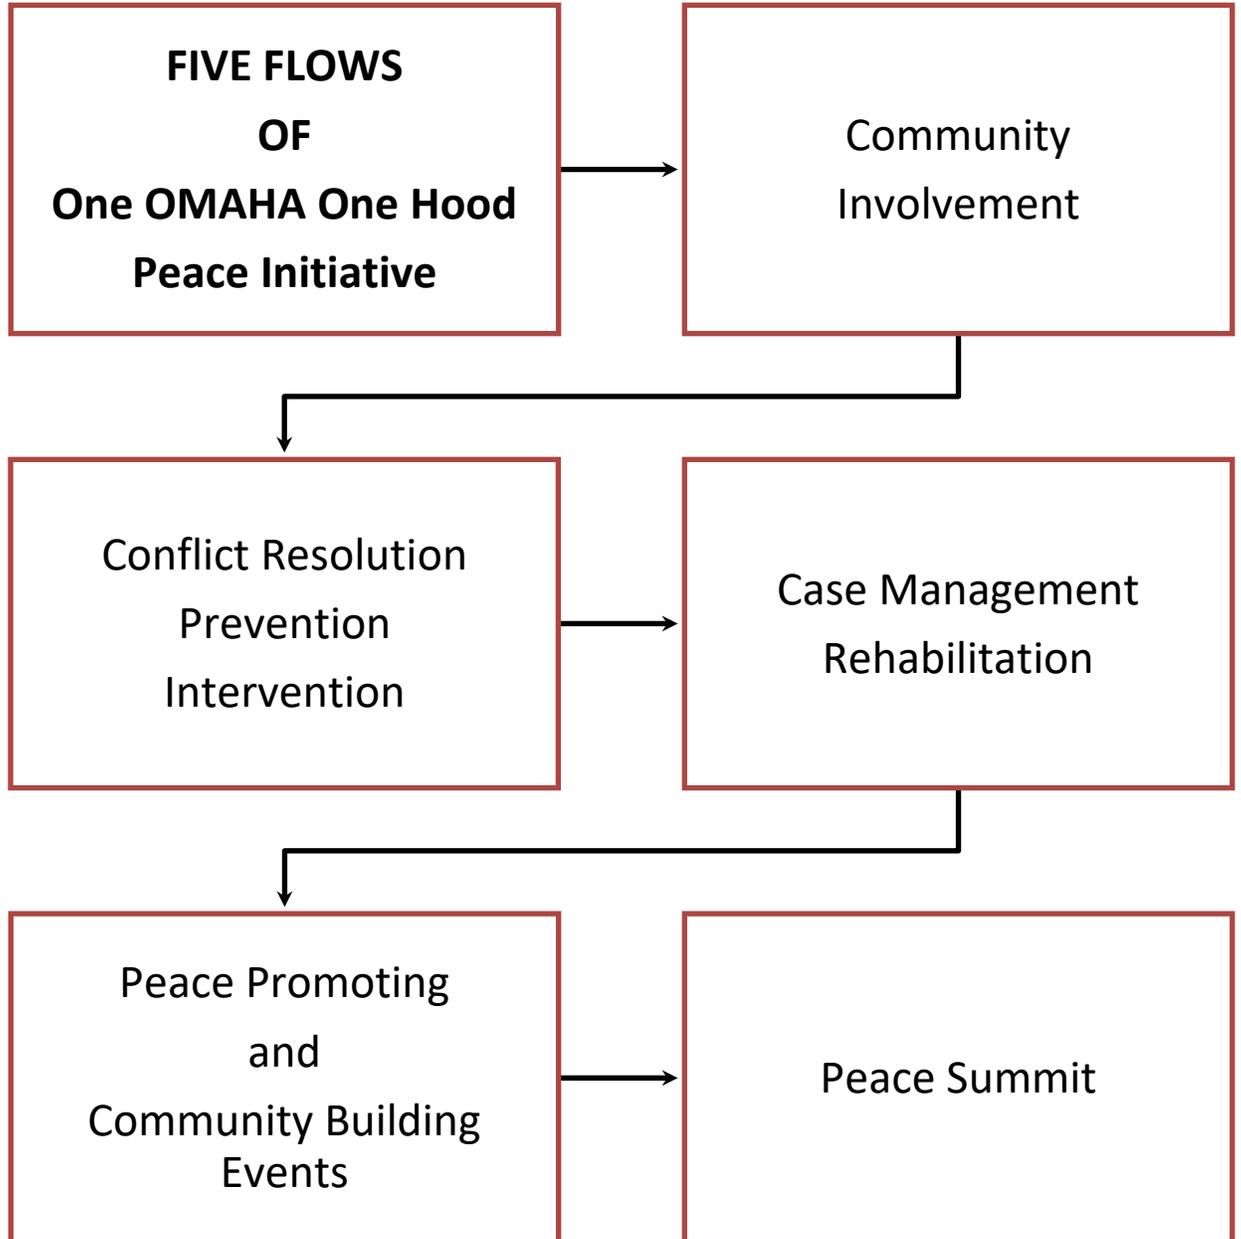 FIVE FLOWS
OF
One OMAHA One Hood
Peace Initiative
Community
Involvement
Conflict Resolution
Prevention
Intervention
Case Management
Rehabilitation
Peace Promoting
and
Community Building
Events
Peace Summit